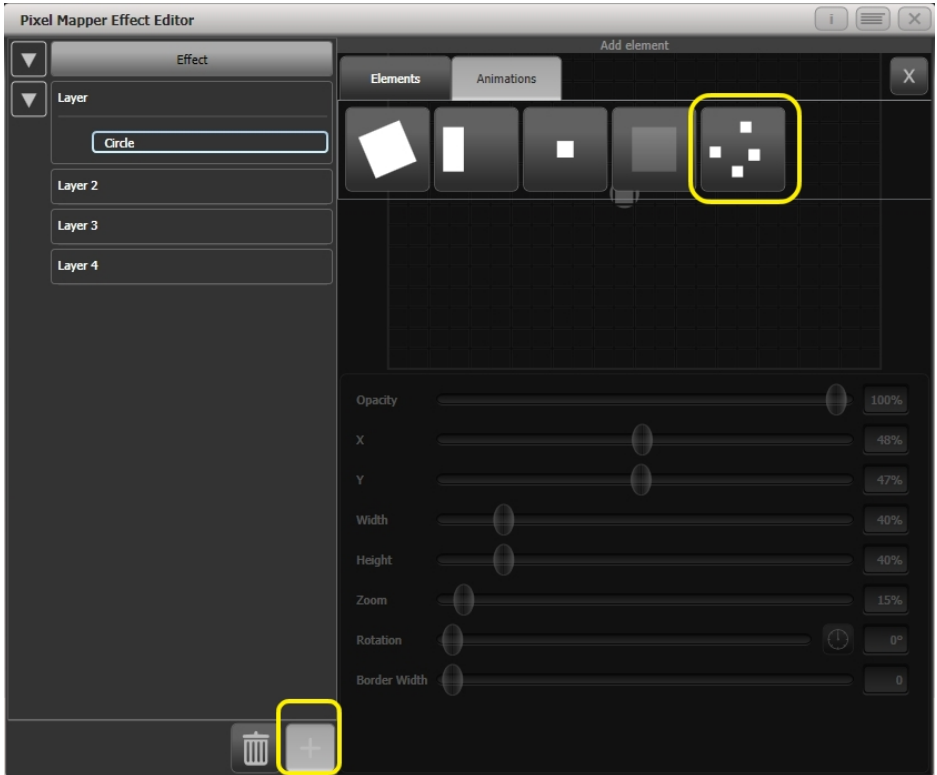 Pixel Mapper Effect Editor
i
X
Effect
Layer
Circle
Layer 2
Layer 3
Layer 4
Add element
Elements
Animations
X
Opacity
100%
X
48%
Y
47%
Width
40%
Height
40%
Zoom
15%
Rotation
0°
Border Width
0